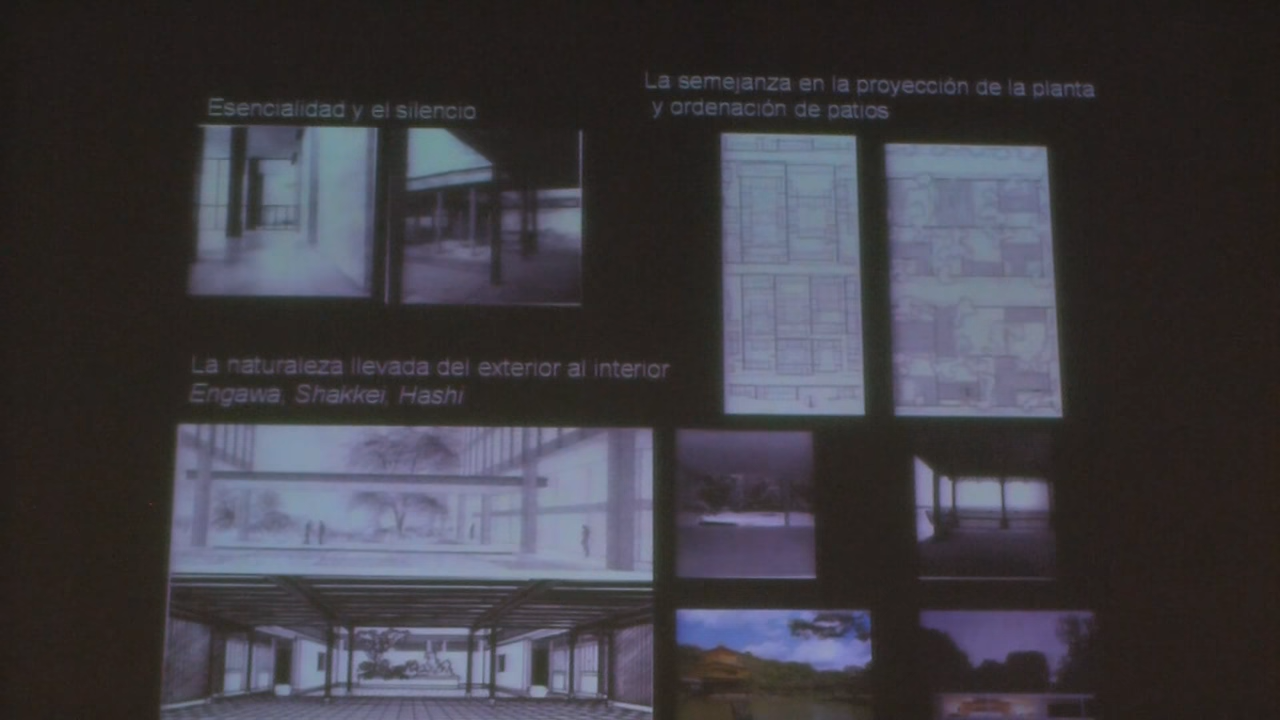 Esencialidad y el silencio
La semejanza en la proyección de la planta
y ordenación de patios
La naturaleza llevada del exterior al interior
Engawa, Shakkei, Hashi